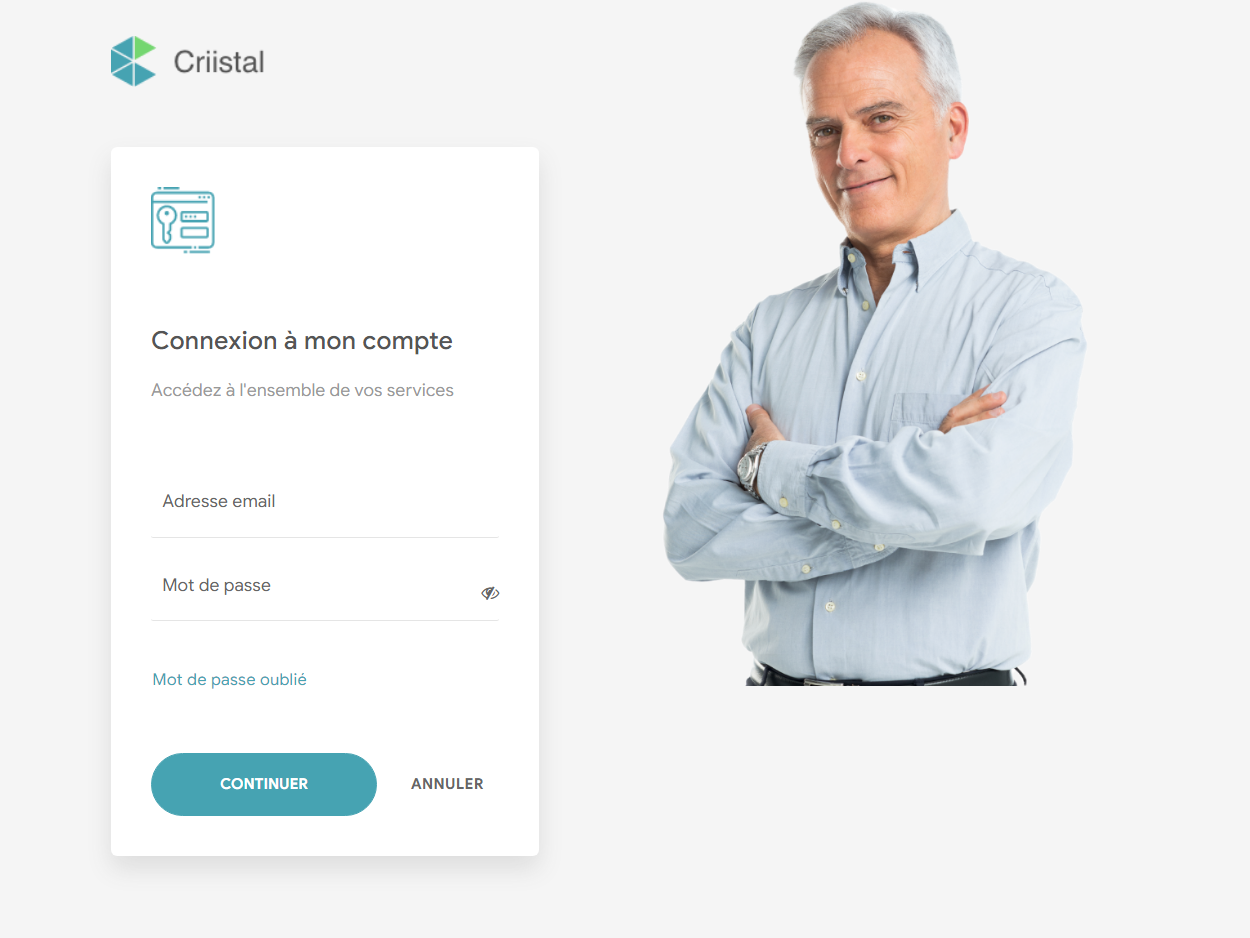 Criistal
Connexion à mon compte
Accédez à l'ensemble de vos services
Adresse email
Mot de passe
Mot de passe oublié
CONTINUER
ANNULER